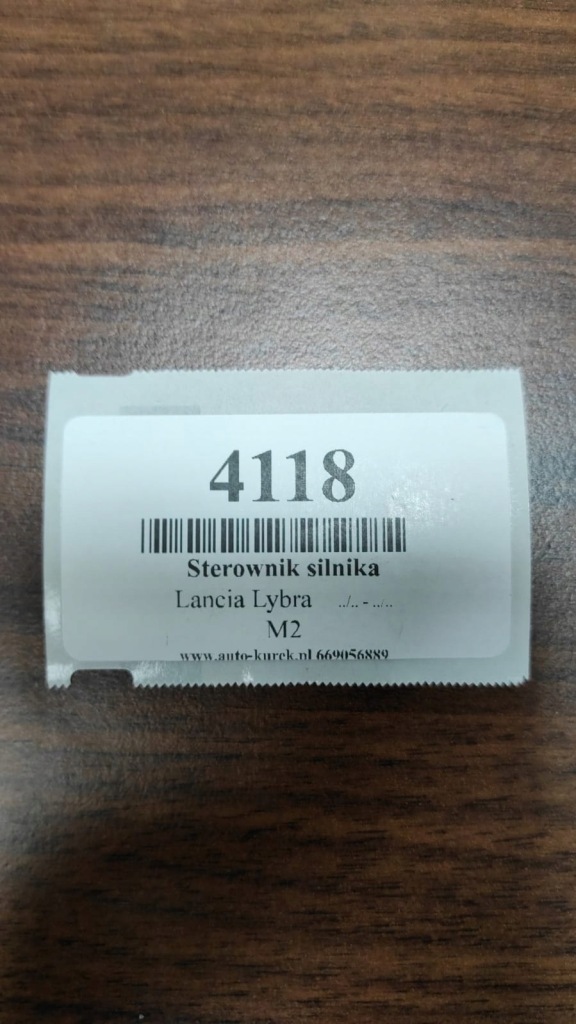 4118
Sterownik silnika
Lancia Lybra ../.. - ../..
M2
www.auto-kurek.pl 669056889